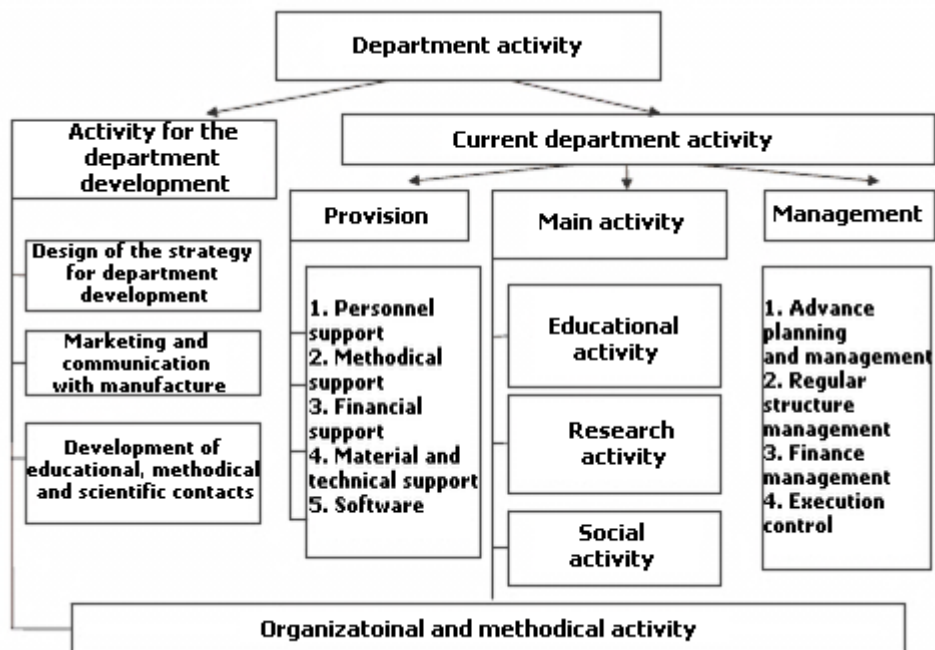 Department activity
Activity for the
department
development
Current department activity
Provision
Main activity
Management
Design of the strategy
for department
development
Marketing and
communication
with manufacture
Development of
educational, methodical
and scientific contacts
1. Personnel
support
2. Methodical
support
3. Financial
support
4. Material and
technical support
5. Software
Educational
activity
Research
activity
Social
activity
1. Advance
planning
and management
2. Regular
structure
management
3. Finance
management
4. Execution
control
Organizatoinal and methodical activity